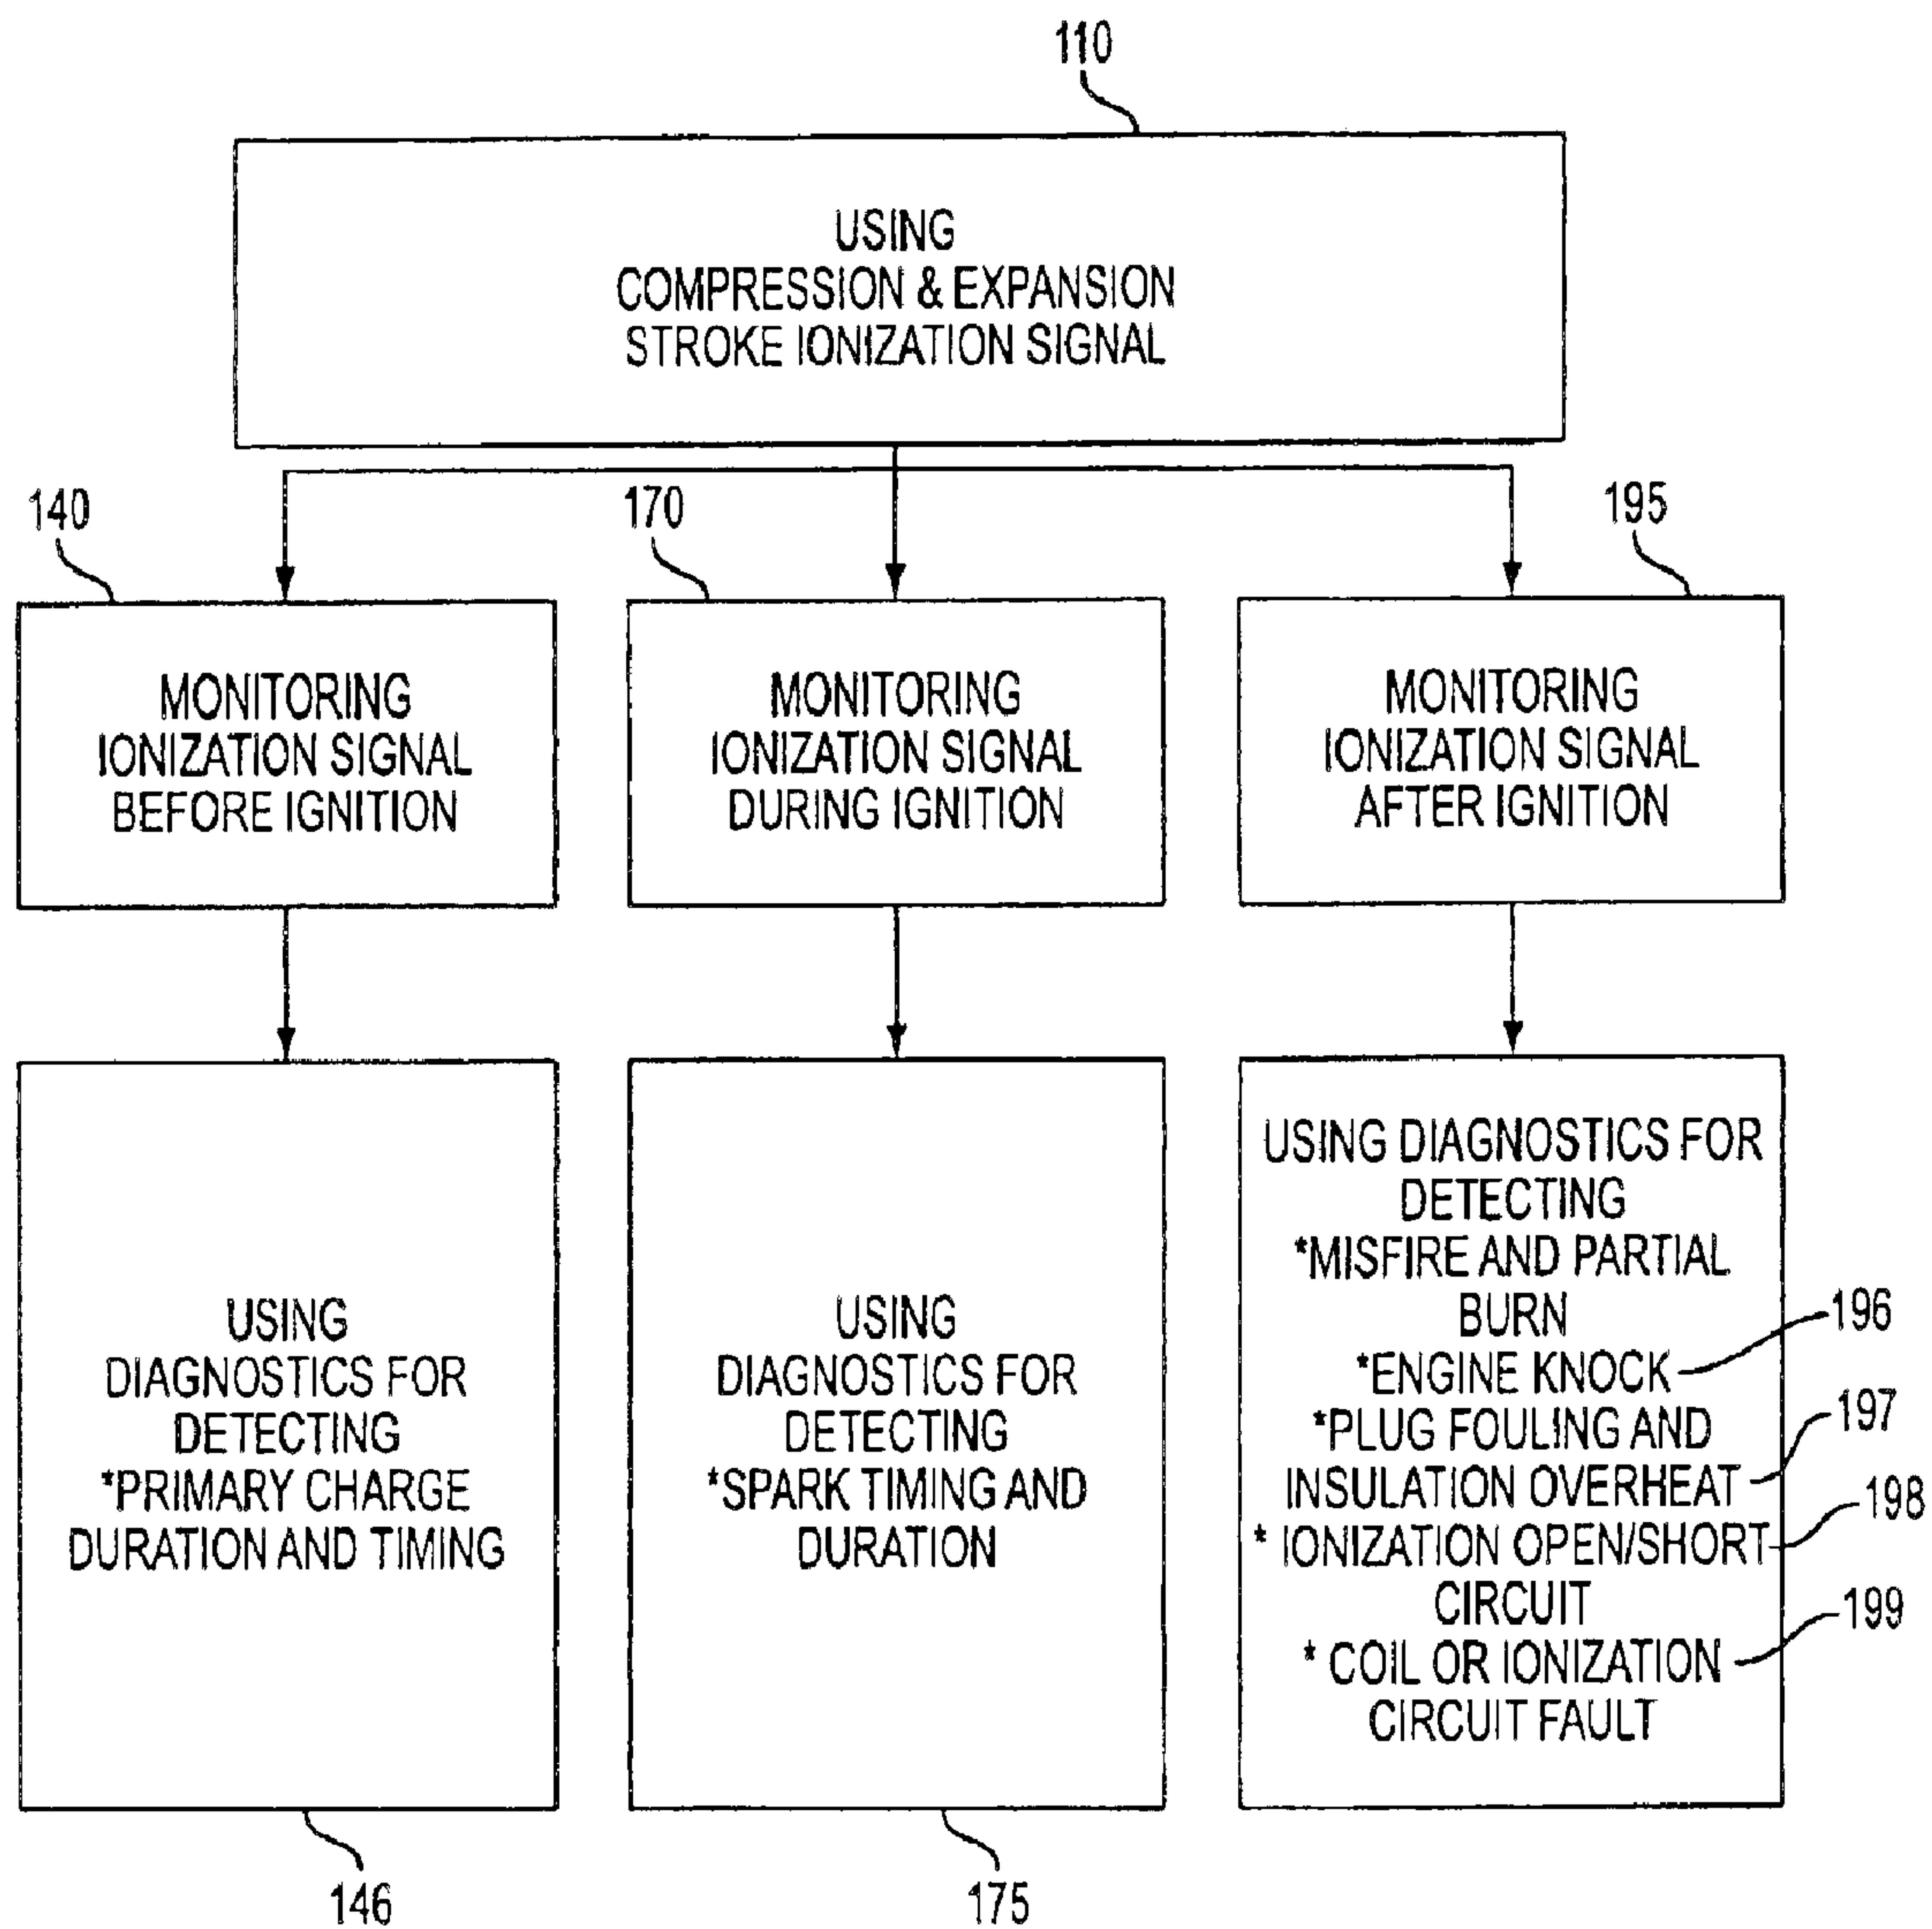 110
USING
COMPRESSION & EXPANSION
STROKE IONIZATION SIGNAL
140
170
195
MONITORING
IONIZATION SIGNAL
BEFORE IGNITION
MONITORING
IONIZATION SIGNAL
DURING IGNITION
MONITORING
IONIZATION SIGNAL
AFTER IGNITION
USING
DIAGNOSTICS FOR
DETECTING
*PRIMARY CHARGE
DURATION AND TIMING
146
USING
DIAGNOSTICS FOR
DETECTING
*SPARK TIMING AND
DURATION
175
USING DIAGNOSTICS FOR
DETECTING
*MISFIRE AND PARTIAL
BURN
*ENGINE KNOCK
196
*PLUG FOULING AND
INSULATION OVERHEAT
197
* IONIZATION OPEN/SHORT
CIRCUIT
198
* COIL OR IONIZATION
CIRCUIT FAULT
199